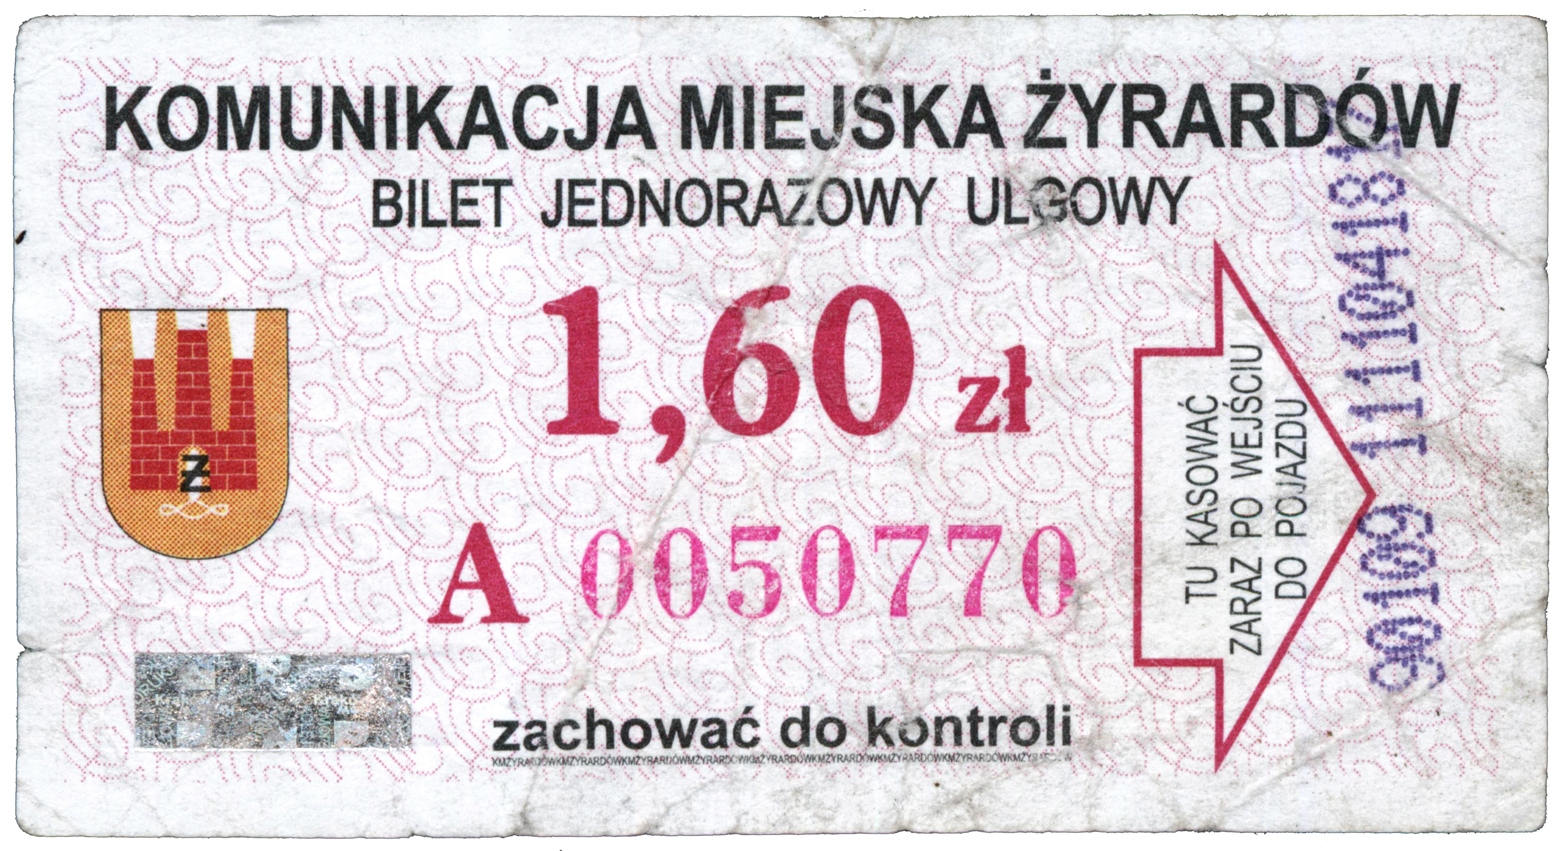 KOMUNIKACJA MIEJSKA ŻYRARDÓW
BILET JEDNORAZOWY ULGOWY
1,60 zł
Ż
A 0050770
TU KASOWAĆ
ZARAZ PO WEJŚCIU
DO POJAZDU
zachować do kontroli